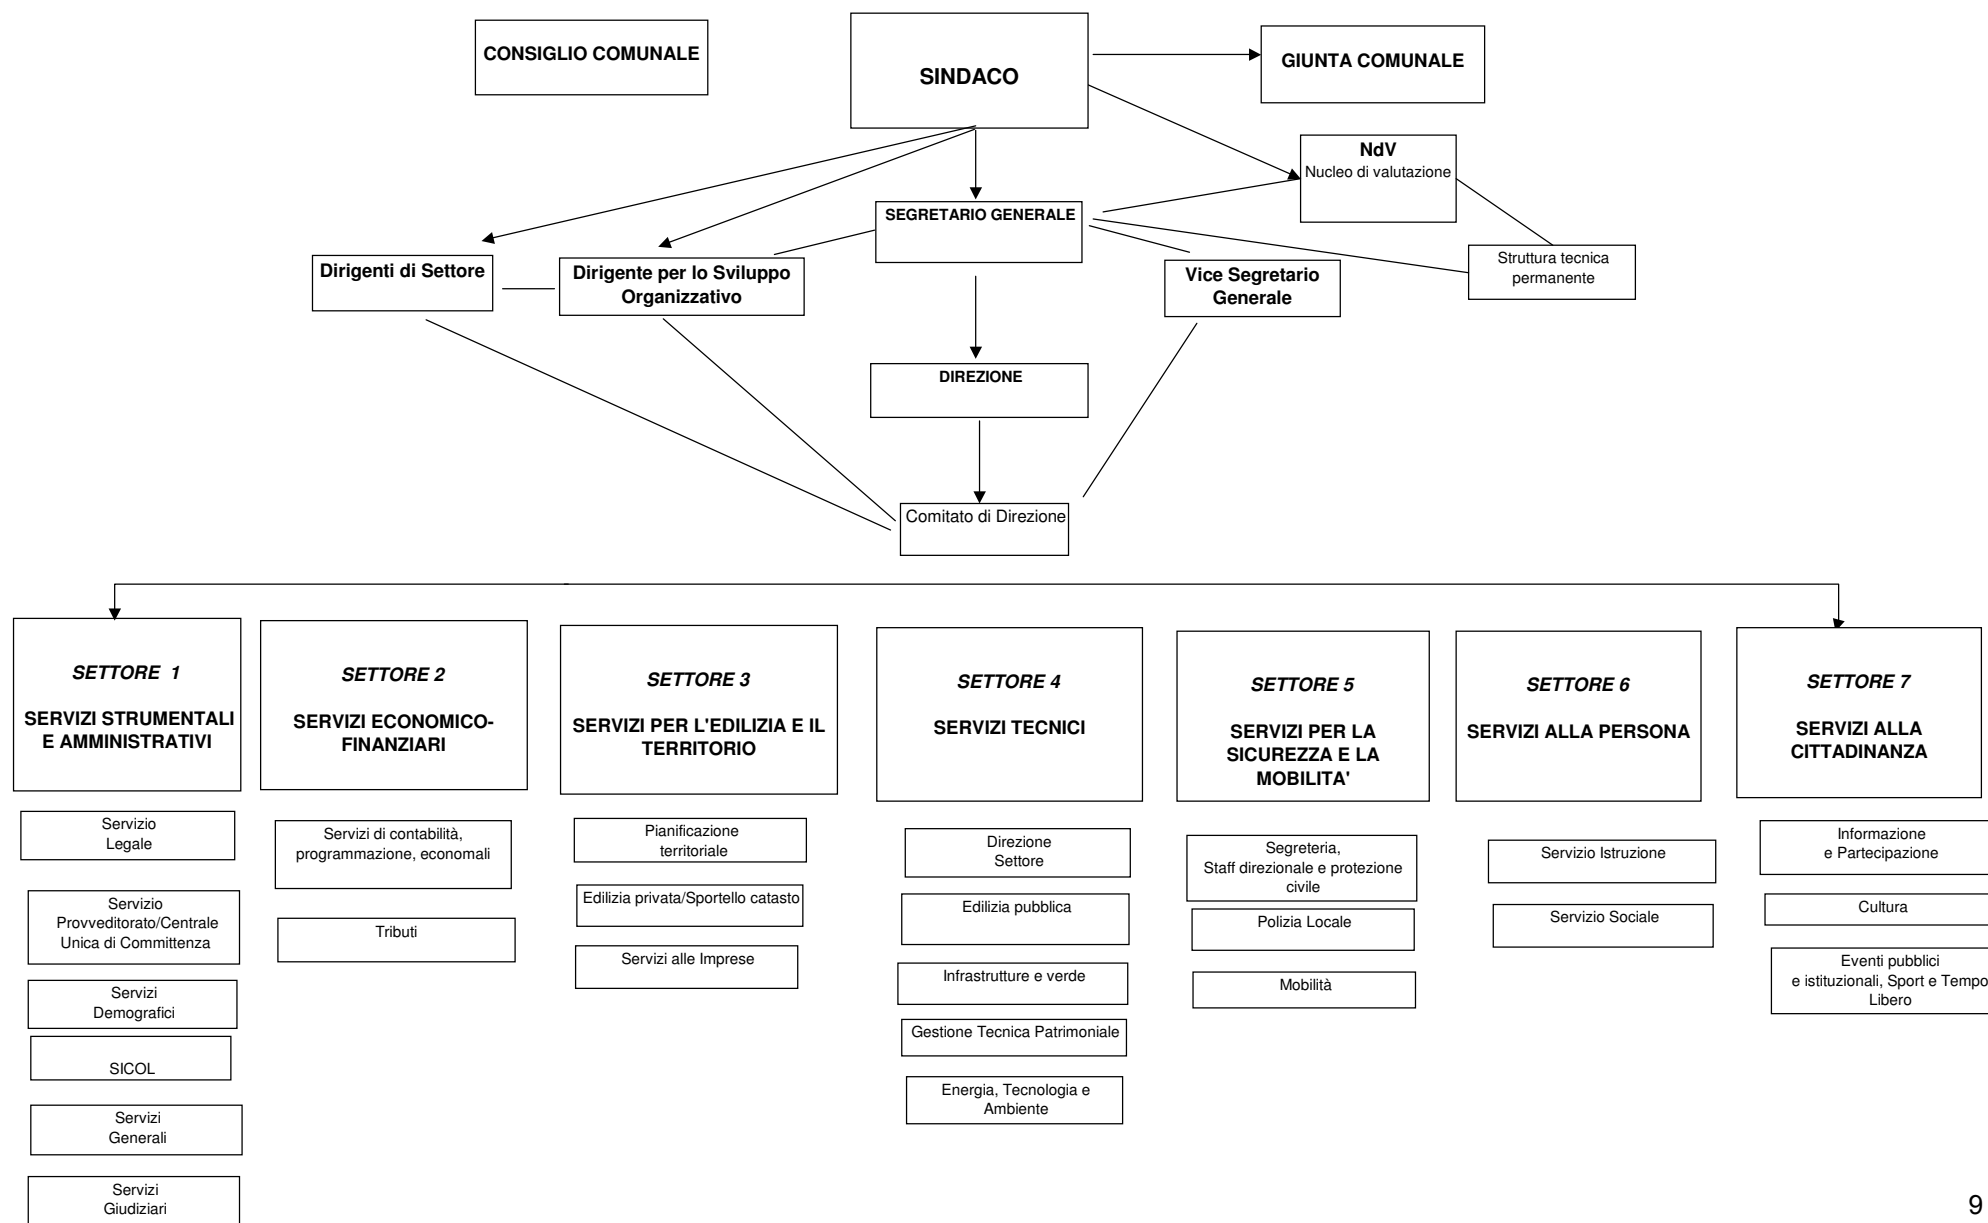 CONSIGLIO COMUNALE
SINDACO
GIUNTA COMUNALE
NdV
Nucleo di valutazione
SEGRETARIO GENERALE
Dirigenti di Settore
Dirigente per lo Sviluppo
Organizzativo
Vice Segretario
Generale
Struttura tecnica
permanente
DIREZIONE
Comitato di Direzione
SETTORE 1
SERVIZI STRUMENTALI
E AMMINISTRATIVI
Servizio
Legale
Servizio
Provveditorato/Centrale
Unica di Committenza
Servizi
Demografici
SICOL
Servizi
Generali
Servizi
Giudiziari
SETTORE 2
SERVIZI ECONOMICO-
FINANZIARI
Servizi di contabilità,
programmazione, economali
Tributi
SETTORE 3
SERVIZI PER L'EDILIZIA E IL
TERRITORIO
Pianificazione
territoriale
Edilizia privata/Sportello catasto
Servizi alle Imprese
SETTORE 4
SERVIZI TECNICI
Direzione
Settore
Edilizia pubblica
Infrastrutture e verde
Gestione Tecnica Patrimoniale
Energia, Tecnologia e
Ambiente
SETTORE 5
SERVIZI PER LA
SICUREZZA E LA
MOBILITA'
Segreteria,
Staff direzionale e protezione
civile
Polizia Locale
Mobilità
SETTORE 6
SERVIZI ALLA PERSONA
Servizio Istruzione
Servizio Sociale
SETTORE 7
SERVIZI ALLA
CITTADINANZA
Informazione
e Partecipazione
Cultura
Eventi pubblici
e istituzionali, Sport e Tempo
Libero
9